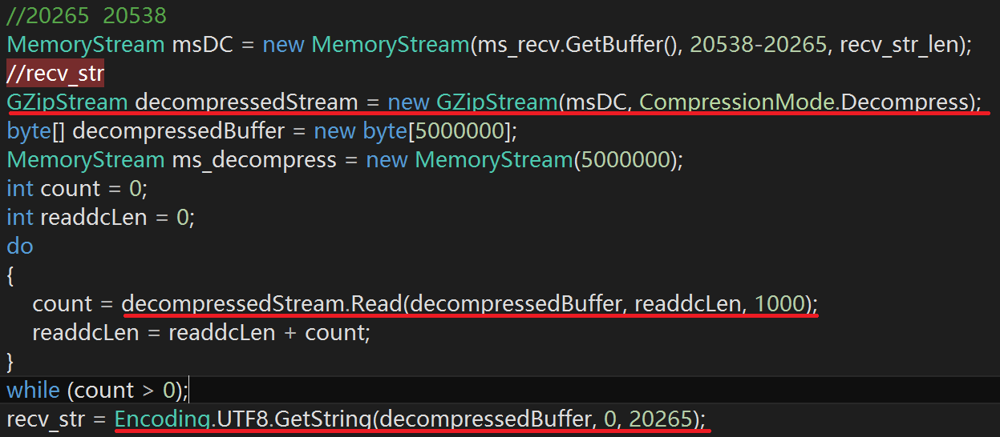 //20265  20538
MemoryStream msDC = new MemoryStream(ms_recv.GetBuffer(), 20538-20265, recv_str_len);
//recv_str
GZipStream decompressedStream = new GZipStream(msDC, CompressionMode.Decompress);
byte[] decompressedBuffer = new byte[5000000];
MemoryStream ms_decompress = new MemoryStream(5000000);
int count = 0;
int readdcLen = 0;
do
{
    count = decompressedStream.Read(decompressedBuffer, readdcLen, 1000);
    readdcLen = readdcLen + count;
}
while (count > 0);
recv_str = Encoding.UTF8.GetString(decompressedBuffer, 0, 20265);